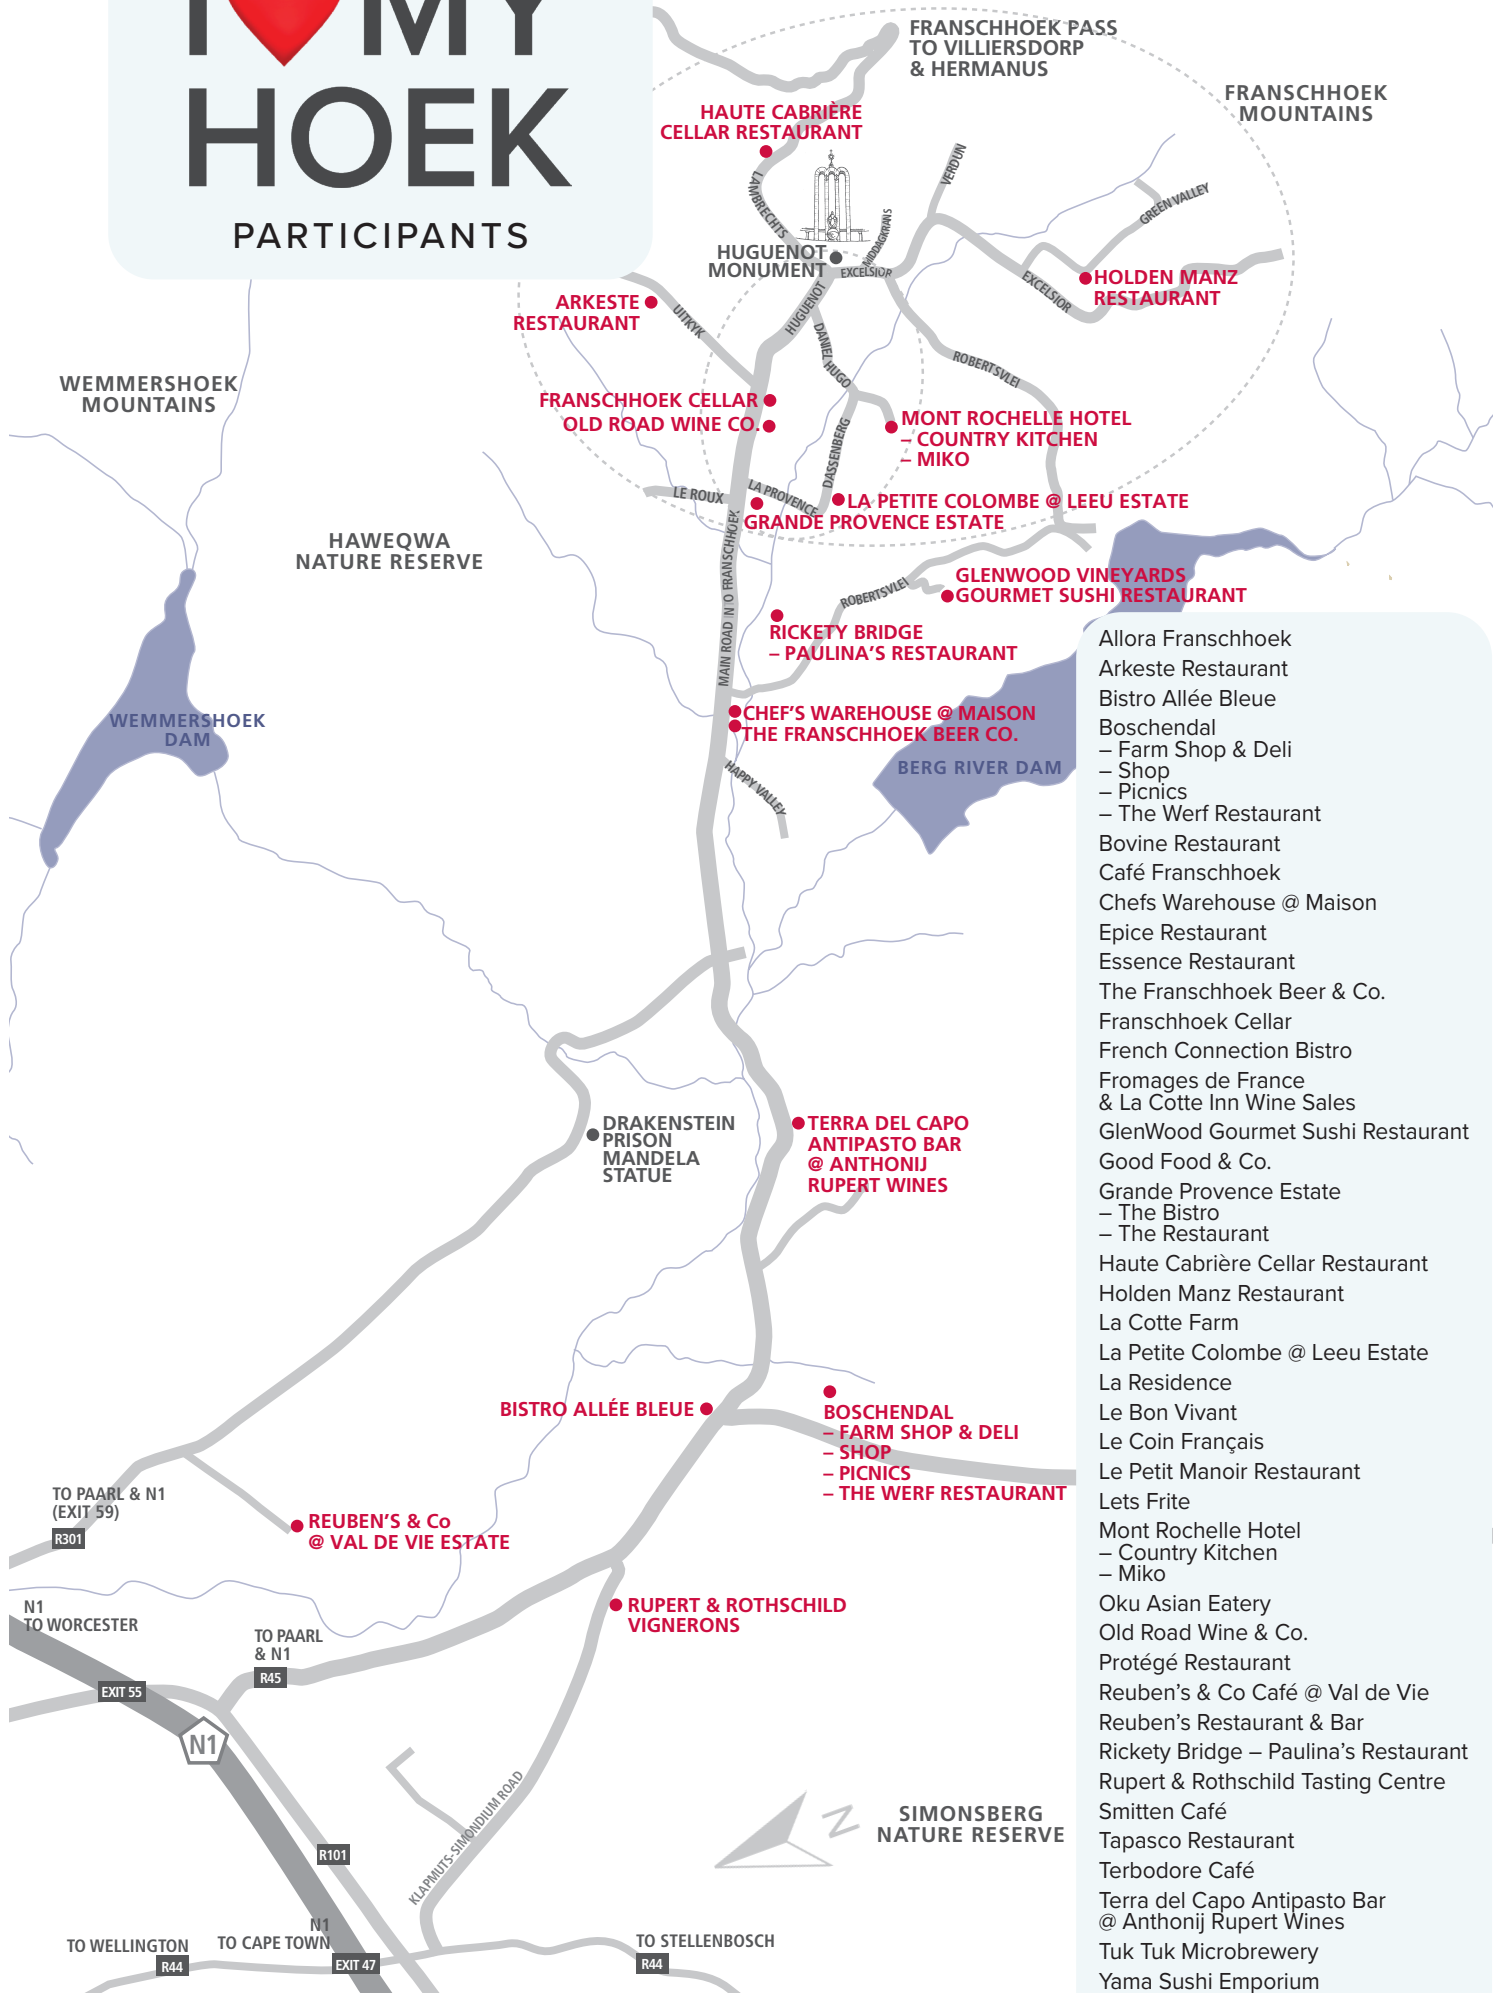 I MY
HOEK
PARTICIPANTS
FRANSCHHOEK PASS
TO VILLIERSDORP
& HERMANUS
FRANSCHHOEK
MOUNTAINS
HAUTE CABRIÈRE
CELLAR RESTAURANT
LAMBRECHTS
VERDUN
MIDDAGKRANS
GREEN VALLEY
HUGUENOT
MONUMENT
EXCELSIOR
EXCELSIOR
HOLDEN MANZ
RESTAURANT
ARKESTE
RESTAURANT
UITKYK
HUGUENOT
DANIEL HUGO
ROBERTSVLEI
WEMMERSHOEK
MOUNTAINS
FRANSCHHOEK CELLAR
OLD ROAD WINE CO.
MONT ROCHELLE HOTEL
– COUNTRY KITCHEN
– MIKO
DASSENBERG
LE ROUX
LA PROVENCE
LA PETITE COLOMBE @ LEEU ESTATE
GRANDE PROVENCE ESTATE
HAWEQWA
NATURE RESERVE
MAIN ROAD N O FRANSCHHOEK
ROBERTSVLEI
GLENWOOD VINEYARDS
GOURMET SUSHI RESTAURANT
RICKETY BRIDGE
– PAULINA'S RESTAURANT
WEMMERSHOEK
DAM
CHEF'S WAREHOUSE @ MAISON
THE FRANSCHHOEK BEER CO.
BERG RIVER DAM
HAPPY VALLEY
DRAKENSTEIN
PRISON
MANDELA
STATUE
TERRA DEL CAPO
ANTIPASTO BAR
@ ANTHONIJ
RUPERT WINES
BISTRO ALLÉE BLEUE
BOSCHENDAL
– FARM SHOP & DELI
– SHOP
– PICNICS
– THE WERF RESTAURANT
TO PAARL & N1
(EXIT 59)
R301
REUBEN'S & Co
@ VAL DE VIE ESTATE
N1
TO WORCESTER
RUPERT & ROTHSCHILD
VIGNERONS
TO PAARL
& N1
R45
EXIT 55
N1
KLAPMUTS-SIMONDIUM ROAD
N
SIMONSBERG
NATURE RESERVE
R101
N1
TO CAPE TOWN
EXIT 47
TO WELLINGTON
R44
TO STELLENBOSCH
R44
Allora Franschhoek
Arkeste Restaurant
Bistro Allée Bleue
Boschendal
– Farm Shop & Deli
– Shop
– Picnics
– The Werf Restaurant
Bovine Restaurant
Café Franschhoek
Chefs Warehouse @ Maison
Epice Restaurant
Essence Restaurant
The Franschhoek Beer & Co.
Franschhoek Cellar
French Connection Bistro
Fromages de France
& La Cotte Inn Wine Sales
GlenWood Gourmet Sushi Restaurant
Good Food & Co.
Grande Provence Estate
– The Bistro
– The Restaurant
Haute Cabrière Cellar Restaurant
Holden Manz Restaurant
La Cotte Farm
La Petite Colombe @ Leeu Estate
La Residence
Le Bon Vivant
Le Coin Français
Le Petit Manoir Restaurant
Lets Frite
Mont Rochelle Hotel
– Country Kitchen
– Miko
Oku Asian Eatery
Old Road Wine & Co.
Protégé Restaurant
Reuben's & Co Café @ Val de Vie
Reuben's Restaurant & Bar
Rickety Bridge – Paulina's Restaurant
Rupert & Rothschild Tasting Centre
Smitten Café
Tapasco Restaurant
Terbodore Café
Terra del Capo Antipasto Bar
@ Anthonij Rupert Wines
Tuk Tuk Microbrewery
Yama Sushi Emporium